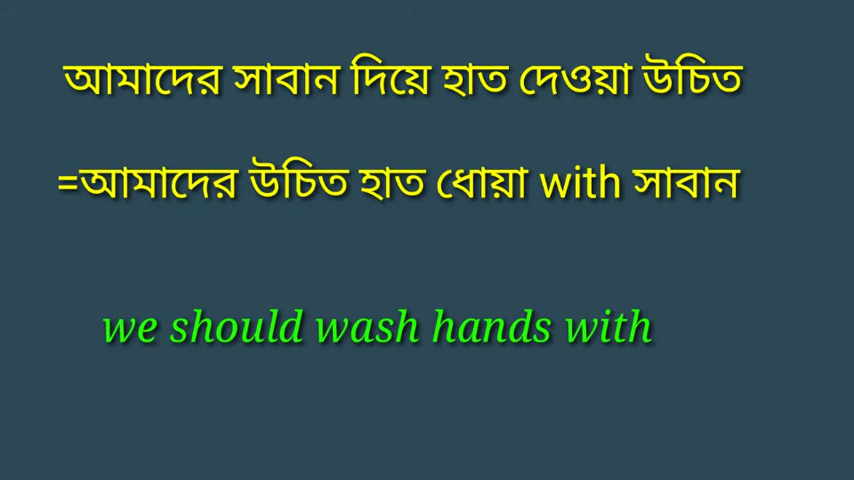 আমাদের সাবান দিয়ে হাত দেওয়া উচিত
=আমাদের উচিত হাত ধোয়া with সাবান
we should wash hands with